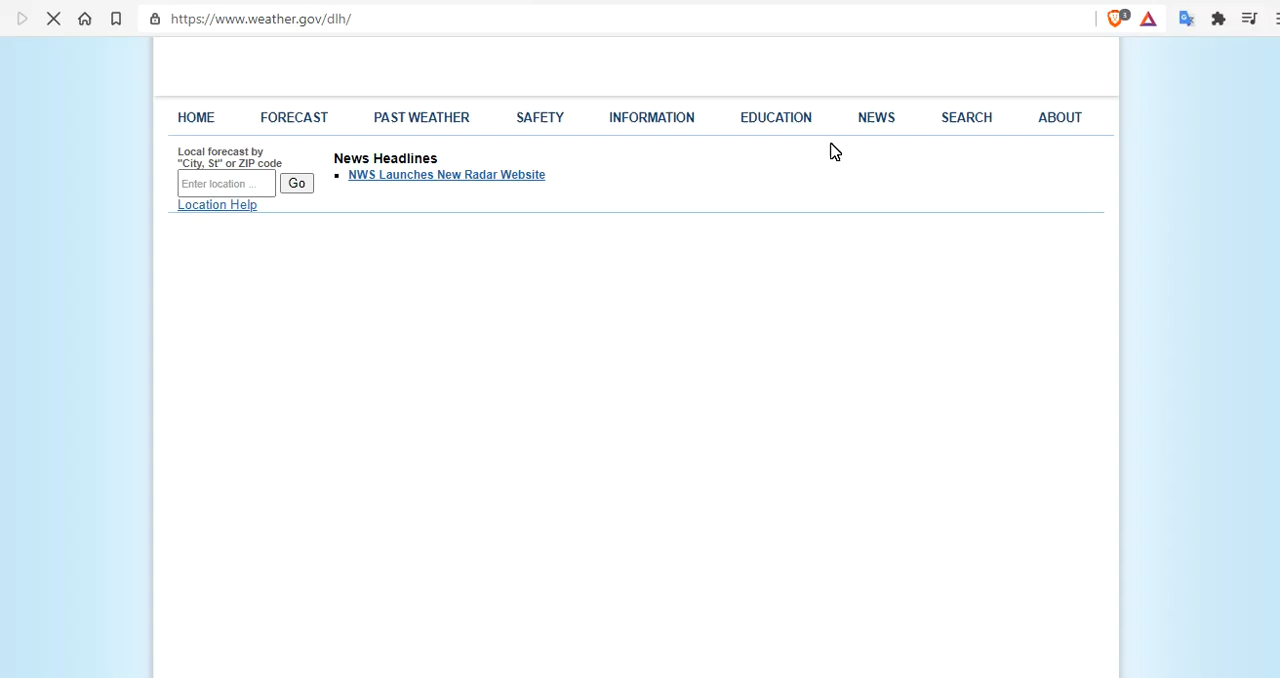 https://www.weather.gov/dlh/
3
HOME FORECAST PAST WEATHER SAFETY INFORMATION EDUCATION NEWS SEARCH ABOUT
Local forecast by
"City, St" or ZIP code
Enter location ... Go
Location Help
News Headlines
NWS Launches New Radar Website